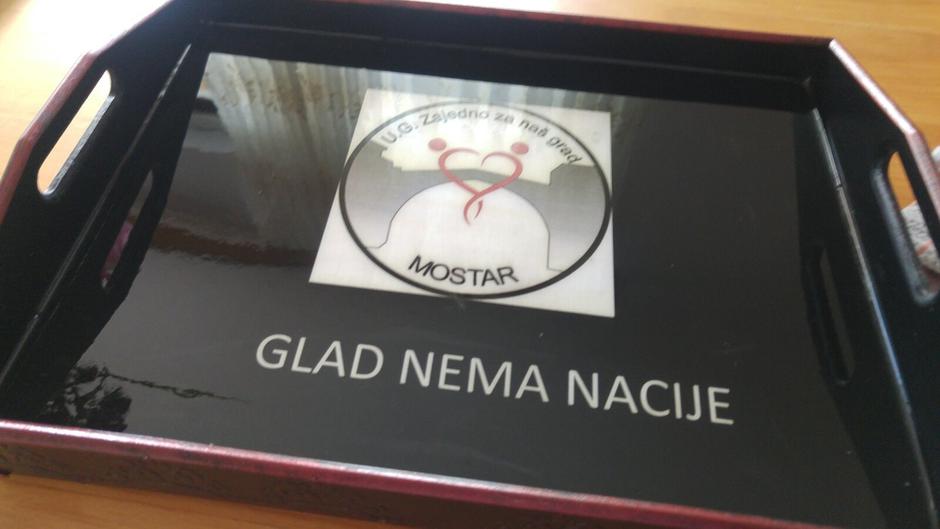 U.G. Zajedno za naš grad
MOSTAR
GLAD NEMA NACIJE